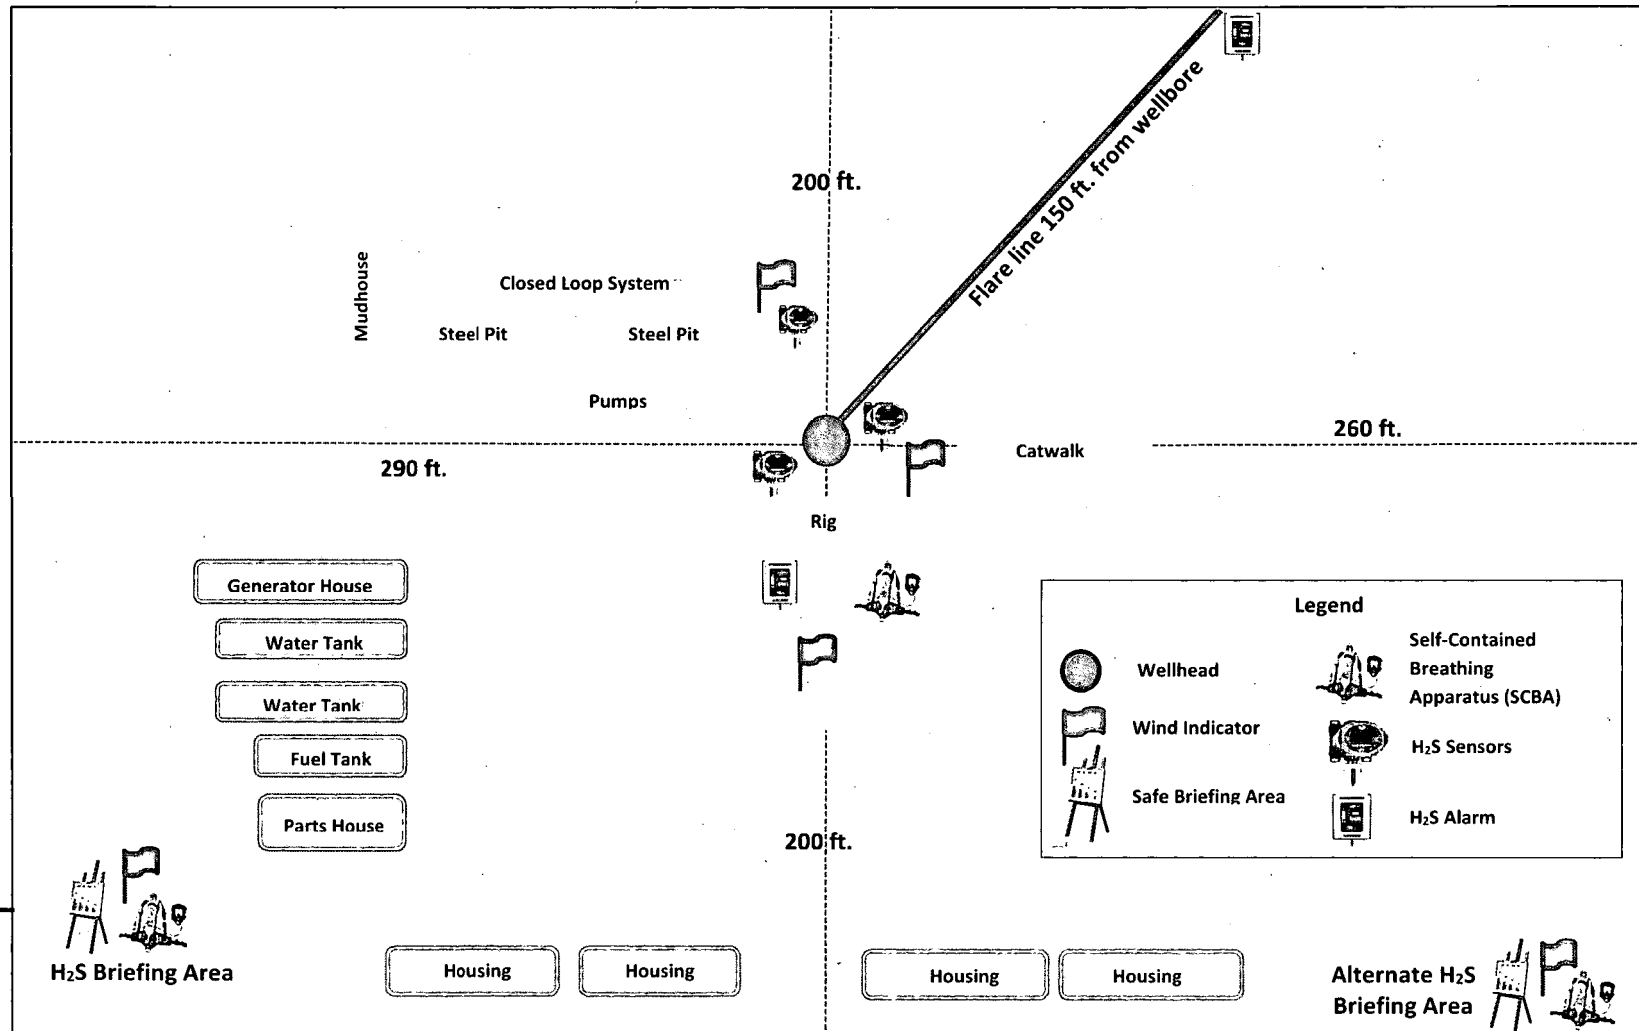 200 ft.
Flare line 150 ft. from wellbore
Mudhouse
Closed Loop System
Steel Pit
Steel Pit
Pumps
290 ft.
Catwalk
260 ft.
Rig
Generator House
Water Tank
Water Tank
Fuel Tank
Parts House
200 ft.
Legend
Wellhead
Wind Indicator
Safe Briefing Area
Self-Contained
Breathing
Apparatus (SCBA)
H₂S Sensors
H₂S Alarm
H₂S Briefing Area
Housing
Housing
Housing
Housing
Alternate H₂S
Briefing Area